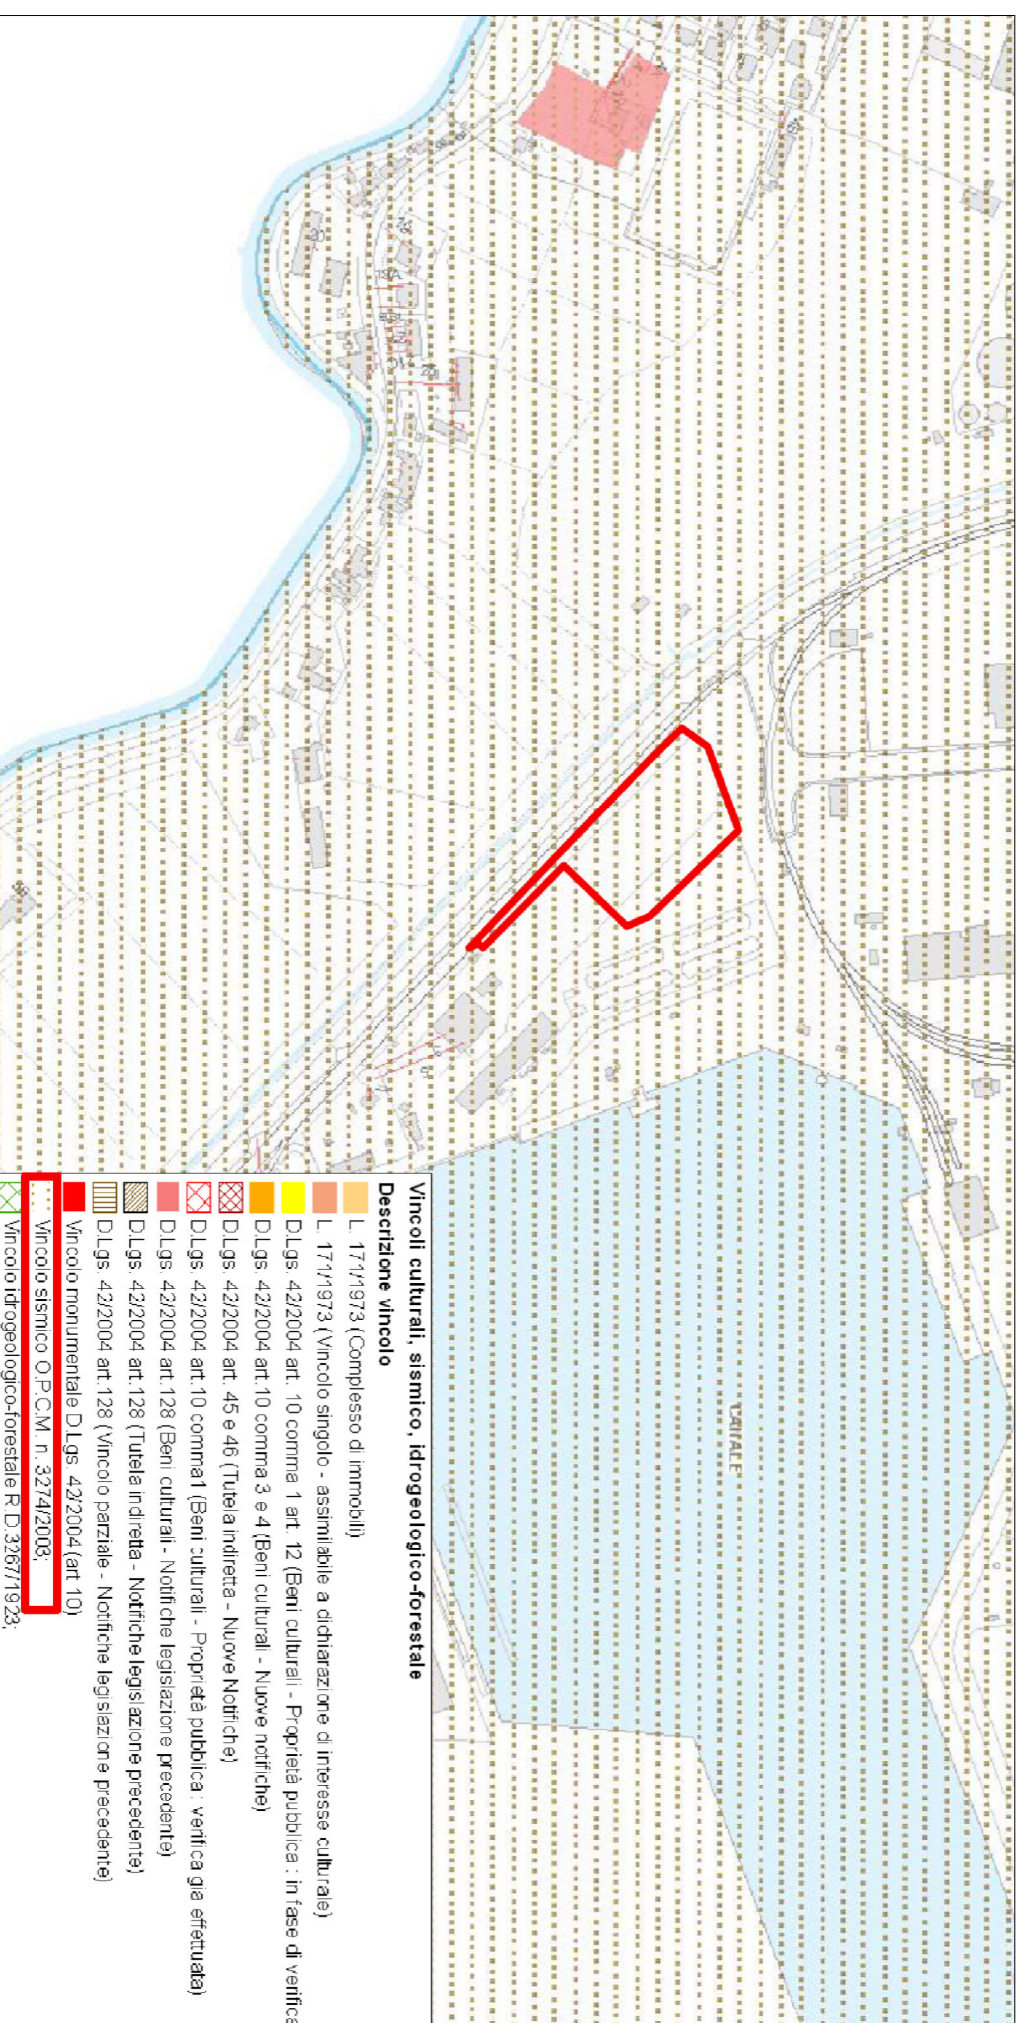 CANALE
Vincoli culturali, sismico, idrogeologico-forestale
Descrizione vincolo
L. 171/1973 (Complesso di immobili)
L. 171/1973 (Vincolo singolo - assimilabile a dichiarazione di interesse culturale)
D.Lgs. 42/2004 art. 10 comma 1 art. 12 (Beni culturali - Proprietà pubblica : in fase di verifica
D.Lgs. 42/2004 art.10 comma 3 e 4 (Beni culturali - Nuove notifiche)
D.Lgs. 42/2004 art. 45 e 46 (Tutela indiretta - Nuove Notifiche)
D.Lgs. 42/2004 art.10 comma1 (Beni culturali - Proprietà pubblica : verifica gia effettuata)
D.Lgs. 42/2004 art.128 (Beni culturali - Notifiche legislazione precedente)
D.Lgs. 42/2004 art.128 (Tutela indiretta - Notifiche legislazione precedente)
D.Lgs. 42/2004 art.128 (Vincolo parziale - Notifiche legislazione precedente)
Vincolo monumentale D.Lgs. 42/2004 (art. 10)
Vincolo sismico O.P.C.M. n. 3274/2003;
Vincolo idrogeologico-forestale R.D.3267/1923;